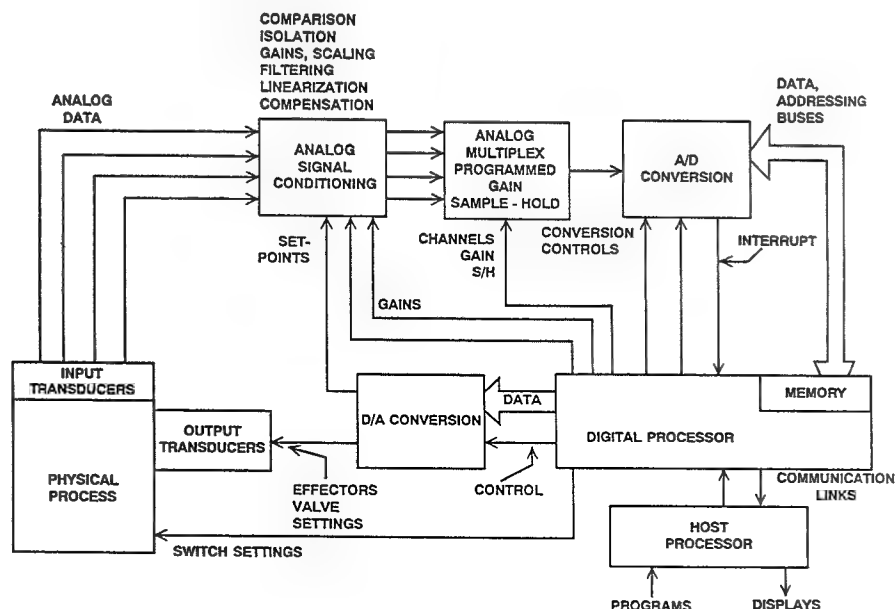 COMPARISON
ISOLATION
GAINS, SCALING
FILTERING
LINEARIZATION
COMPENSATION
ANALOG
DATA
DATA,
ADDRESSING
BUSES
ANALOG
SIGNAL
CONDITIONING
ANALOG
MULTIPLEX
PROGRAMMED
GAIN
SAMPLE - HOLD
A/D
CONVERSION
SET-
POINTS
CHANNELS
GAIN
S/H
CONVERSION
CONTROLS
INTERRUPT
GAINS
INPUT
TRANSDUCERS
PHYSICAL
PROCESS
OUTPUT
TRANSDUCERS
D/A CONVERSION
DATA
MEMORY
DIGITAL PROCESSOR
EFFECTORS
VALVE
SETTINGS
CONTROL
COMMUNICATION
LINKS
SWITCH SETTINGS
HOST
PROCESSOR
PROGRAMS
DISPLAYS